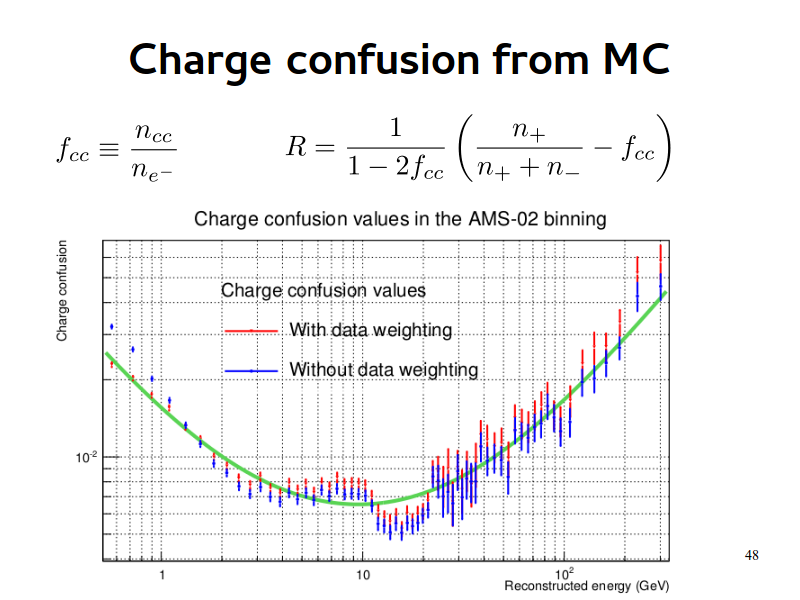 Charge confusion from MC
f_{cc} ≡ \frac{n_{cc}}{n_{e^-}}
R = \frac{1}{1 - 2f_{cc}} \left( \frac{n_+}{n_+ + n_-} - f_{cc} \right)
Charge confusion values in the AMS-02 binning
Charge confusion
Charge confusion values
With data weighting
Without data weighting
10^{-2}
48
1 10 10^2
Reconstructed energy (GeV)